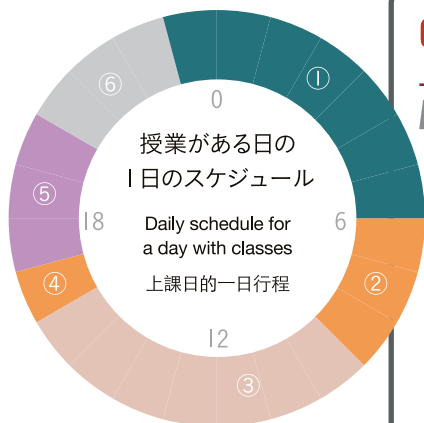 ⑥
①
0
授業がある日の
1日のスケジュール
⑤
18
6
Daily schedule for
a day with classes
④
②
上課日的一日行程
12
③